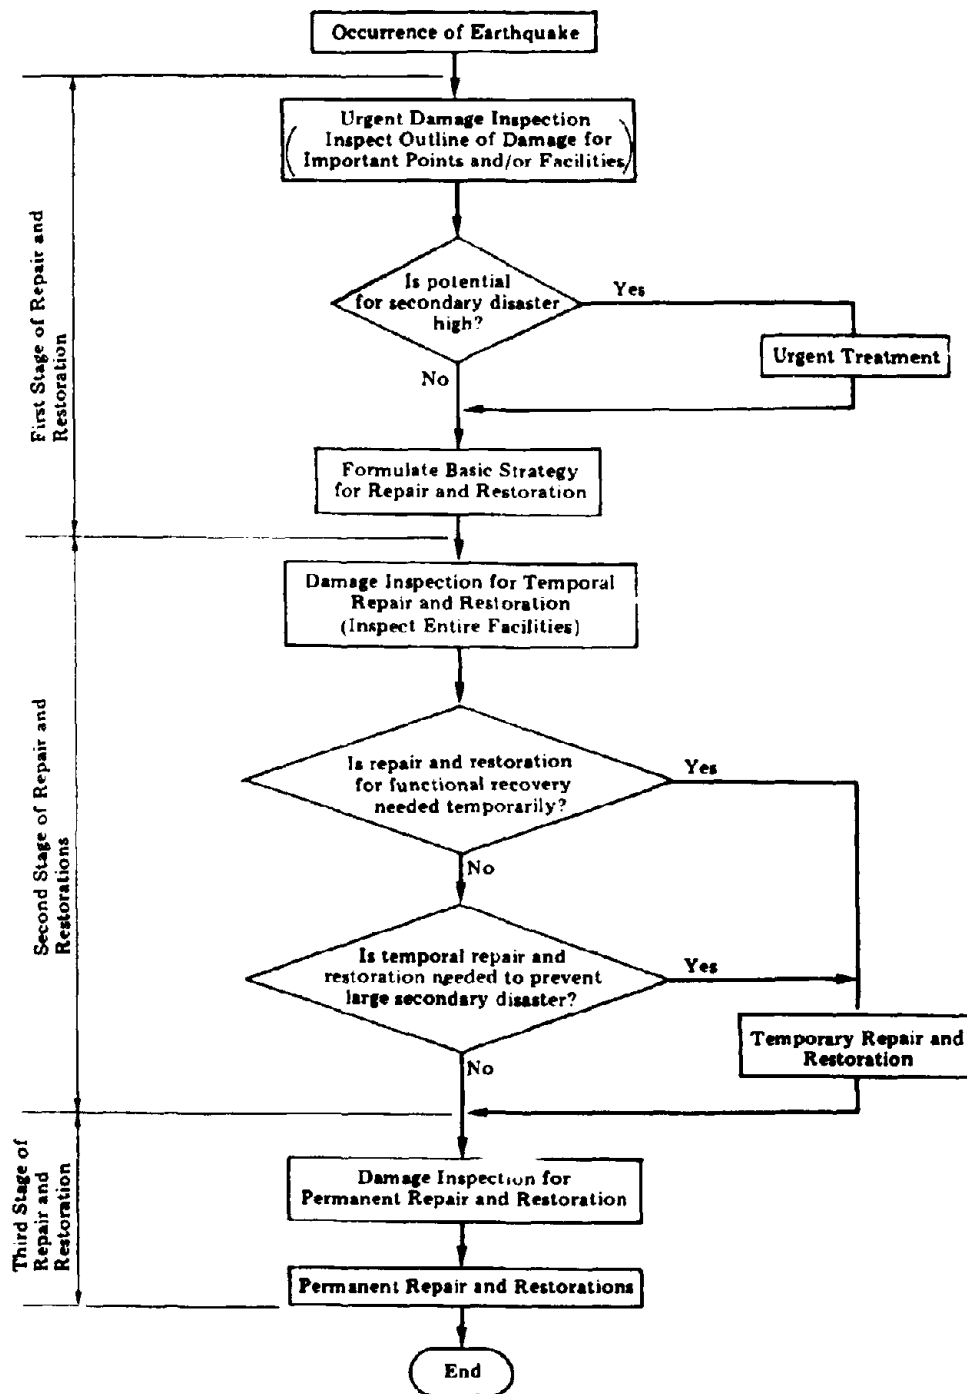 Occurrence of Earthquake
Urgent Damage Inspection
Inspect Outline of Damage for
Important Points and/or Facilities
Is potential
for secondary disaster
high?
Yes
Urgent Treatment
No
Formulate Basic Strategy
for Repair and Restoration
First Stage of Repair and
Restoration
Damage Inspection for Temporal
Repair and Restoration
(Inspect Entire Facilities)
Is repair and restoration
for functional recovery
needed temporarily?
Yes
No
Is temporal repair and
restoration needed to prevent
large secondary disaster?
Yes
Temporary Repair and
Restoration
No
Second Stage of Repair and
Restorations
Damage Inspection for
Permanent Repair and Restoration
Permanent Repair and Restorations
Third Stage of
Repair and
Restoration
End